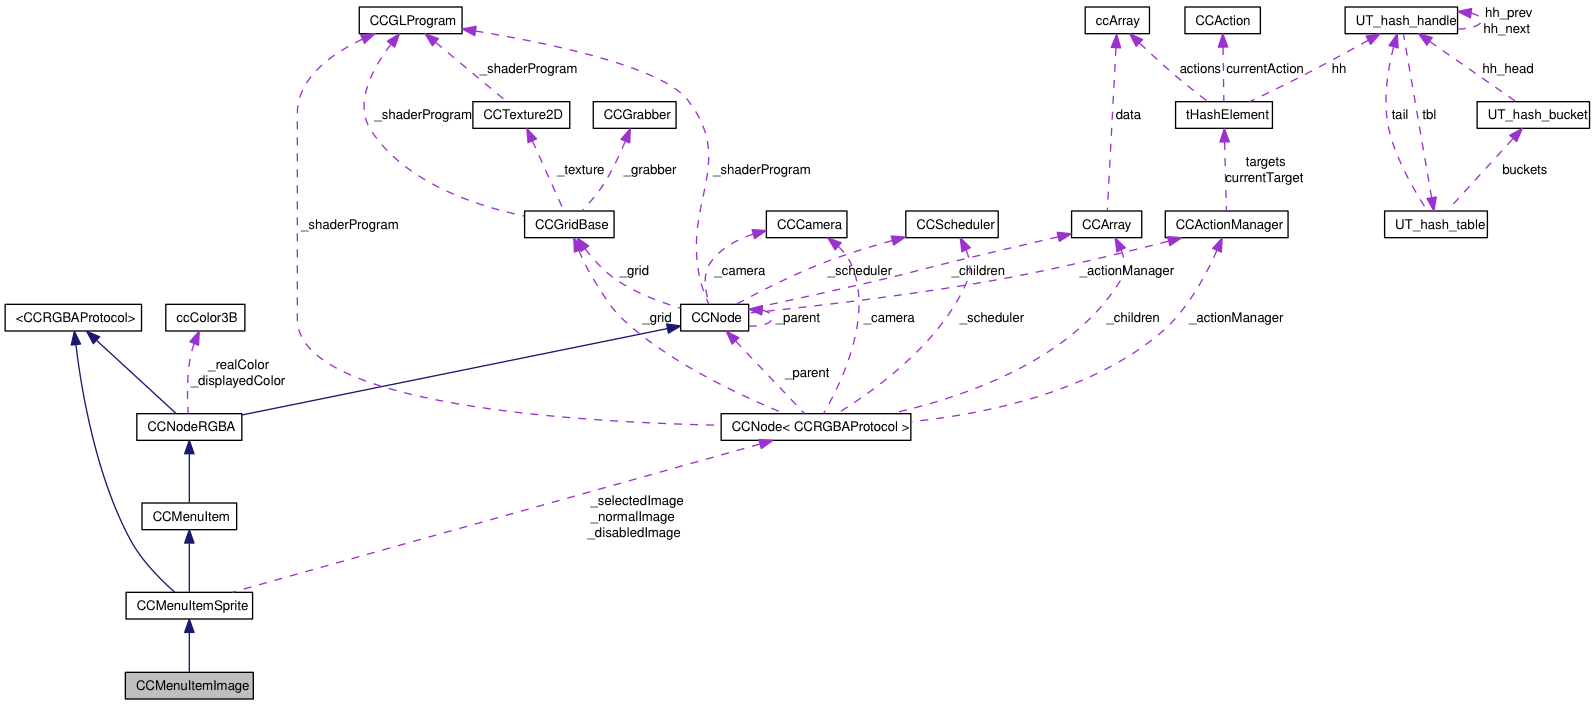 CCGLProgram
ccArray
CCAction
UT_hash_handle
hh_prev
hh_next
_shaderProgram
actions
currentAction
hh
hh_head
_shaderProgram
CCTexture2D
CCGrabber
data
tHashElement
tail
tbl
UT_hash_bucket
_texture
_grabber
_shaderProgram
targets
currentTarget
buckets
_shaderProgram
CCGridBase
CCCamera
CCScheduler
CCArray
CCActionManager
UT_hash_table
_grid
_camera
_scheduler
_children
_actionManager
<CCRGBAProtocol>
ccColor3B
_grid
CCNode
_parent
_camera
_scheduler
_children
_actionManager
_realColor
_displayedColor
_parent
CCNodeRGBA
CCNode< CCRGBAProtocol >
_selectedImage
_normalImage
_disabledImage
CCMenuItem
CCMenuItemSprite
CCMenuItemImage